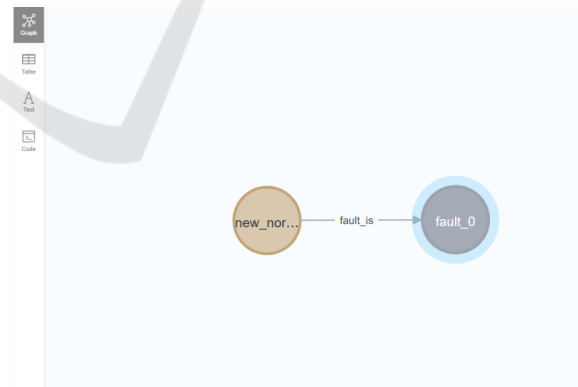 Graph
Table
Text
Code
new_nor...
fault_is
fault_0